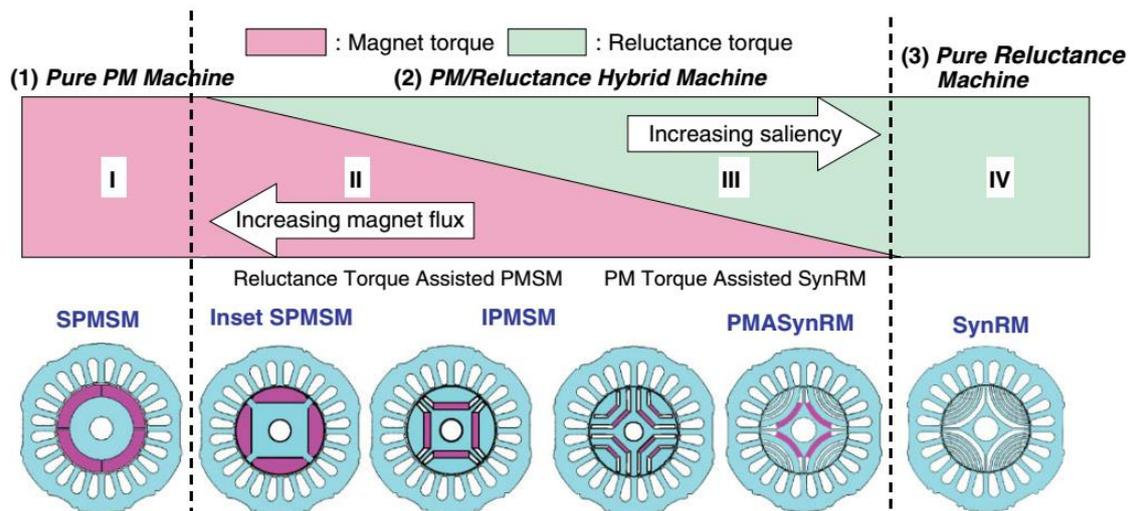 : Magnet torque
: Reluctance torque
(1) Pure PM Machine
(2) PM/Reluctance Hybrid Machine
(3) Pure Reluctance
Machine
Increasing saliency
I
II
III
IV
Increasing magnet flux
Reluctance Torque Assisted PMSM
PM Torque Assisted SynRM
SPMSM
Inset SPMSM
IPMSM
PMASynRM
SynRM